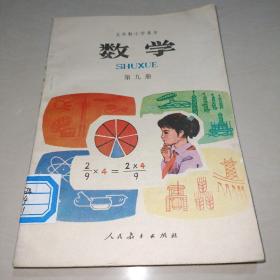 五年制小学课本
数学
SHUXUE
第九册
2/9 × 4 = 2 × 4/9
人民教育出版社